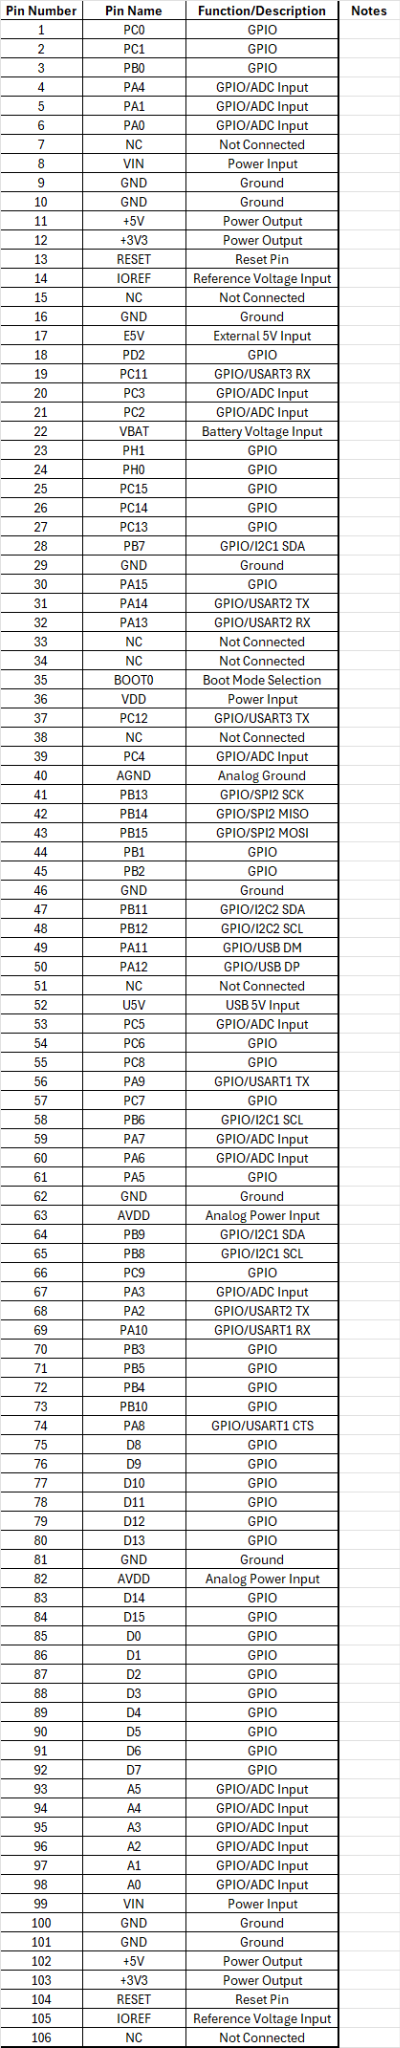 Pin Number Pin Name Function/Description Notes
1 PC0 GPIO
2 PC1 GPIO
3 PB0 GPIO
4 PA4 GPIO/ADC Input
5 PA1 GPIO/ADC Input
6 PA0 GPIO/ADC Input
7 NC Not Connected
8 VIN Power Input
9 GND Ground
10 GND Ground
11 +5V Power Output
12 +3V3 Power Output
13 RESET Reset Pin
14 IOREF Reference Voltage Input
15 NC Not Connected
16 GND Ground
17 E5V External 5V Input
18 PD2 GPIO
19 PC11 GPIO/USART3 RX
20 PC3 GPIO/ADC Input
21 PC2 GPIO/ADC Input
22 VBAT Battery Voltage Input
23 PH1 GPIO
24 PH0 GPIO
25 PC15 GPIO
26 PC14 GPIO
27 PC13 GPIO
28 PB7 GPIO/I2C1 SDA
29 GND Ground
30 PA15 GPIO
31 PA14 GPIO/USART2 TX
32 PA13 GPIO/USART2 RX
33 NC Not Connected
34 NC Not Connected
35 BOOT0 Boot Mode Selection
36 VDD Power Input
37 PC12 GPIO/USART3 TX
38 NC Not Connected
39 PC4 GPIO/ADC Input
40 AGND Analog Ground
41 PB13 GPIO/SPI2 SCK
42 PB14 GPIO/SPI2 MISO
43 PB15 GPIO/SPI2 MOSI
44 PB1 GPIO
45 PB2 GPIO
46 GND Ground
47 PB11 GPIO/I2C2 SDA
48 PB12 GPIO/I2C2 SCL
49 PA11 GPIO/USB DM
50 PA12 GPIO/USB DP
51 NC Not Connected
52 U5V USB 5V Input
53 PC5 GPIO/ADC Input
54 PC6 GPIO
55 PC8 GPIO
56 PA9 GPIO/USART1 TX
57 PC7 GPIO
58 PB6 GPIO/I2C1 SCL
59 PA7 GPIO/ADC Input
60 PA6 GPIO/ADC Input
61 PA5 GPIO
62 GND Ground
63 AVDD Analog Power Input
64 PB9 GPIO/I2C1 SDA
65 PB8 GPIO/I2C1 SCL
66 PC9 GPIO
67 PA3 GPIO/ADC Input
68 PA2 GPIO/USART2 TX
69 PA10 GPIO/USART1 RX
70 PB3 GPIO
71 PB5 GPIO
72 PB4 GPIO
73 PB10 GPIO
74 PA8 GPIO/USART1 CTS
75 D8 GPIO
76 D9 GPIO
77 D10 GPIO
78 D11 GPIO
79 D12 GPIO
80 D13 GPIO
81 GND Ground
82 AVDD Analog Power Input
83 D14 GPIO
84 D15 GPIO
85 D0 GPIO
86 D1 GPIO
87 D2 GPIO
88 D3 GPIO
89 D4 GPIO
90 D5 GPIO
91 D6 GPIO
92 D7 GPIO
93 A5 GPIO/ADC Input
94 A4 GPIO/ADC Input
95 A3 GPIO/ADC Input
96 A2 GPIO/ADC Input
97 A1 GPIO/ADC Input
98 A0 GPIO/ADC Input
99 VIN Power Input
100 GND Ground
101 GND Ground
102 +5V Power Output
103 +3V3 Power Output
104 RESET Reset Pin
105 IOREF Reference Voltage Input
106 NC Not Connected